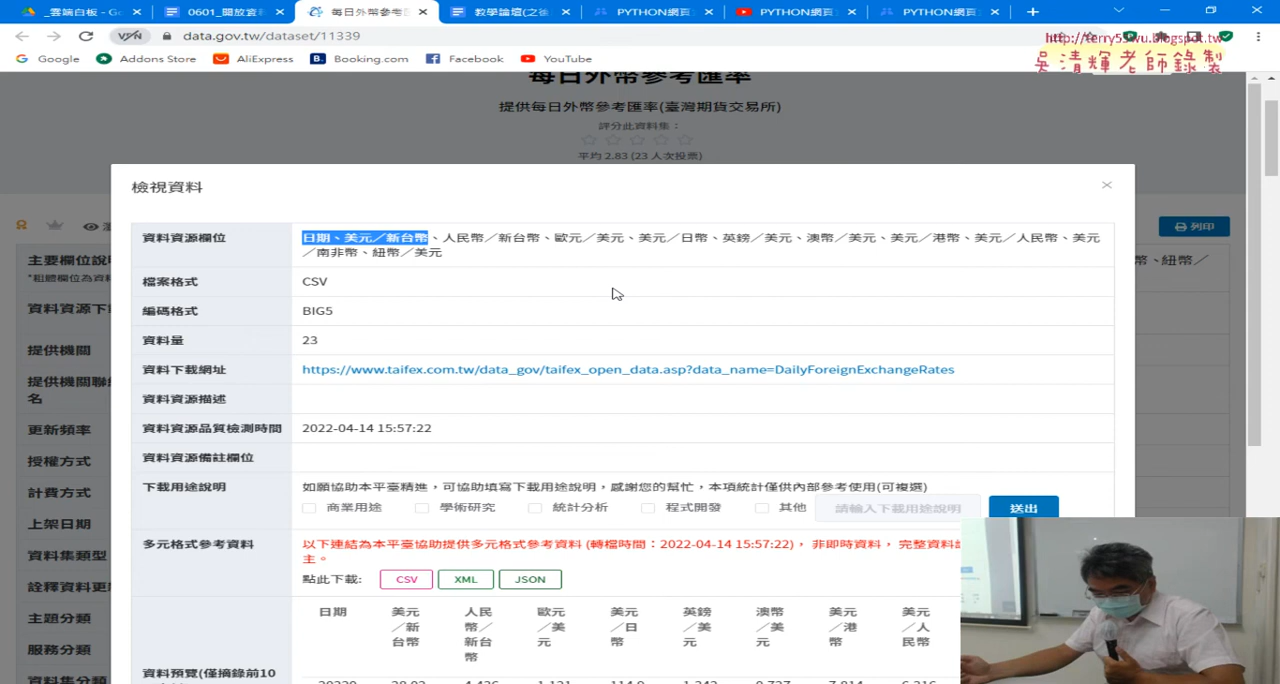 _雲端白板 - Go
0601_開放資料
每日外幣參考匯
教學論壇(之後
PYTHON網頁
PYTHON網頁
PYTHON網頁
VPN
data.gov.tw/dataset/11339
http://terry55wu.blogspot.tw
吳清輝老師錄製
Google
Addons Store
AliExpress
Booking.com
Facebook
YouTube
每日外幣參考匯率
提供每日外幣參考匯率(臺灣期貨交易所)
評分此資料集：
平均 2.83 (23 人次投票)
檢視資料
列印
主要欄位說明
資料資源下載
提供機關
提供機關聯絡
名
更新頻率
授權方式
計費方式
上架日期
資料集類型
詮釋資料更新
主題分類
服務分類
資料集分類
幣、紐幣／
資料資源欄位
日期、美元／新台幣、人民幣／新台幣、歐元／美元、美元／日幣、英鎊／美元、澳幣／美元、美元／港幣、美元／人民幣、美元
／南非幣、紐幣／美元
檔案格式
CSV
編碼格式
BIG5
資料量
23
資料下載網址
https://www.taifex.com.tw/data_gov/taifex_open_data.asp?data_name=DailyForeignExchangeRates
資料資源描述
資料資源品質檢測時間
2022-04-14 15:57:22
資料資源備註欄位
下載用途說明
如願協助本平臺精進，可協助填寫下載用途說明，感謝您的幫忙，本項統計僅供內部參考使用(可複選)
商業用途
學術研究
統計分析
程式開發
其他
請輸入下載用途說明
送出
多元格式參考資料
以下連結為本平臺協助提供多元格式參考資料 (轉檔時間：2022-04-14 15:57:22)， 非即時資料， 完整資料
主。
點此下載:
CSV
XML
JSON
資料預覽(僅摘錄前10
日期
美元
／新
台幣
人民
幣／
新台
幣
歐元
／美
元
美元
／日
幣
英鎊
／美
元
澳幣
／美
元
美元
／港
幣
美元
／人
民幣